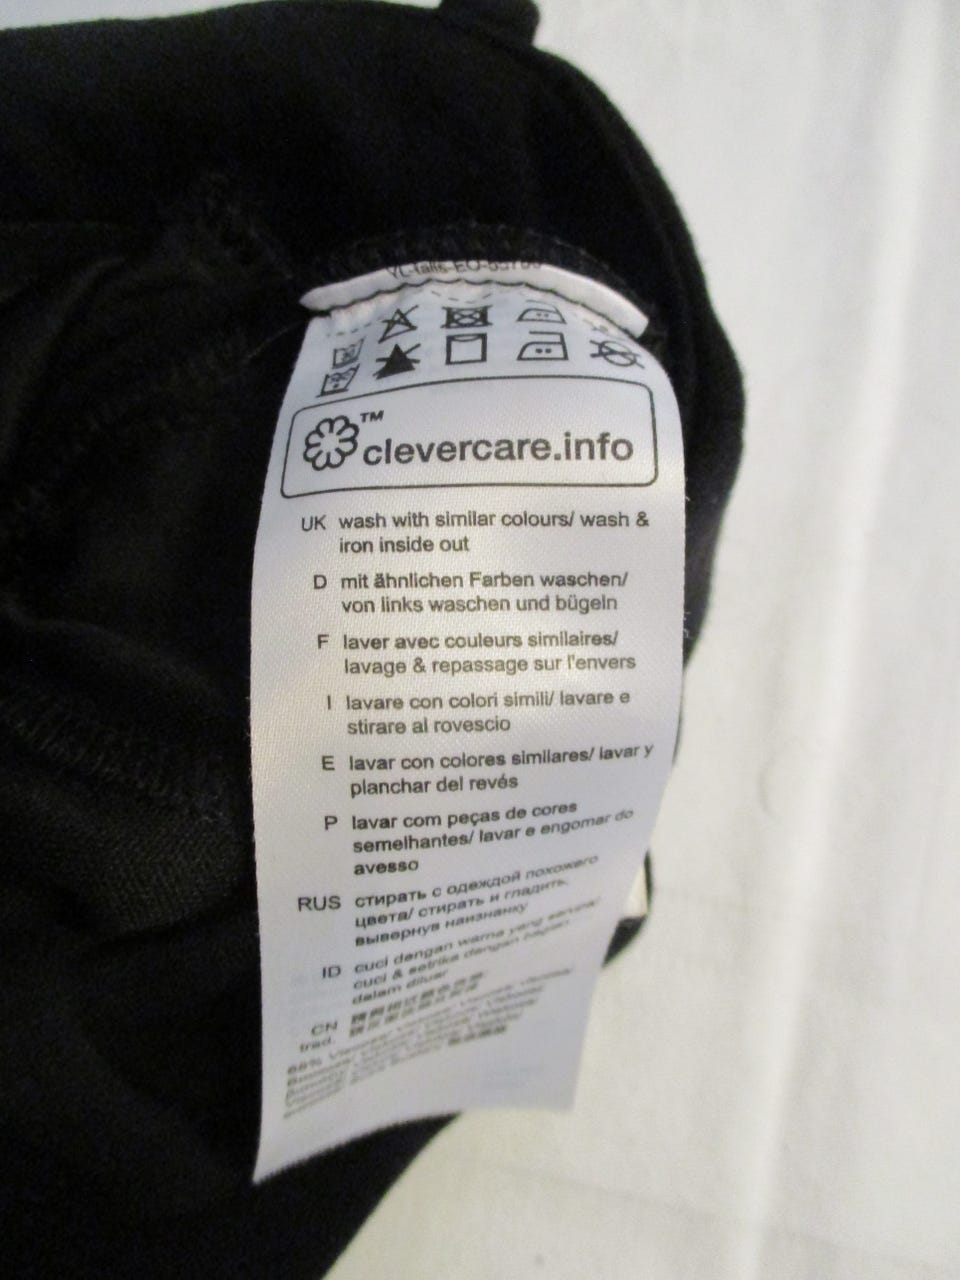 ™
clevercare.info
UK wash with similar colours/ wash &
iron inside out
D mit ähnlichen Farben waschen/
von links waschen und bügeln
F laver avec couleurs similaires/
lavage & repassage sur l'envers
I lavare con colori simili/ lavare e
stirare al rovescio
E lavar con colores similares/ lavar y
planchar del revés
P lavar com peças de cores
semelhantes/ lavar e engomar do
avesso
RUS стирать с одеждой похожего
цвета/ стирать и гладить,
вывернув наизнанку
ID cuci dengan warna yang serupa/
cuci & setrika dengan bagian
dalam diluar
CN
trad.